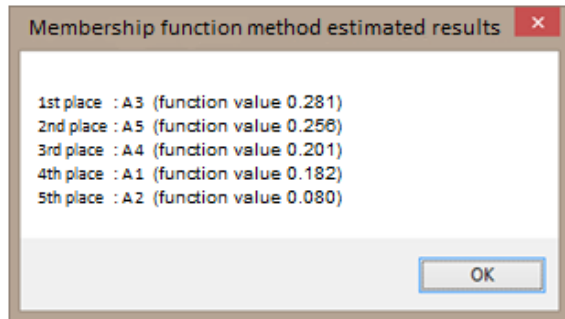 Membership function method estimated results
1st place : A3 (function value 0.281)
2nd place : A5 (function value 0.256)
3rd place : A4 (function value 0.201)
4th place : A1 (function value 0.182)
5th place : A2 (function value 0.080)
OK